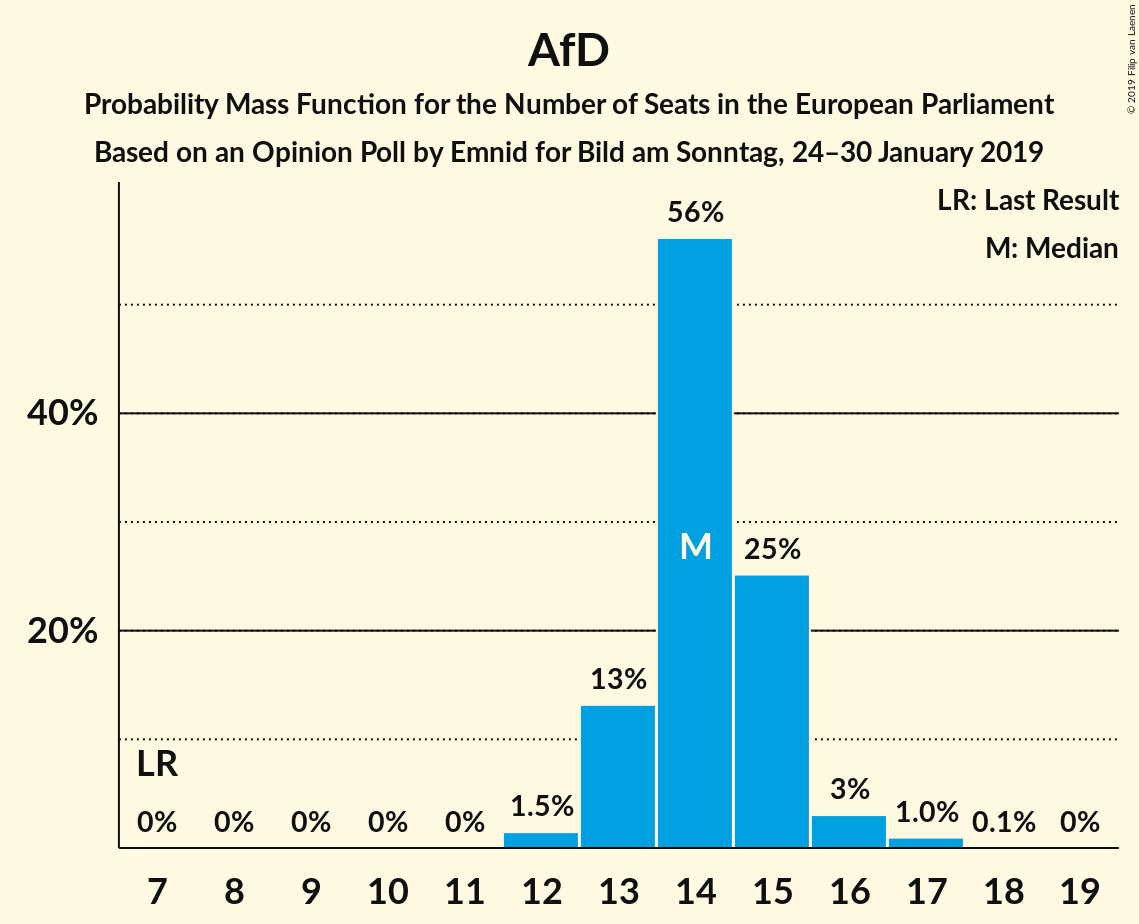 AfD
Probability Mass Function for the Number of Seats in the European Parliament
Based on an Opinion Poll by Emnid for Bild am Sonntag, 24–30 January 2019
© 2019 Filip van Laenen
LR: Last Result
M: Median
56%
40%
M
25%
20%
13%
LR
0%
0%
0%
0%
0%
1.5%
3%
1.0%
0.1%
0%
7 8 9 10 11 12 13 14 15 16 17 18 19